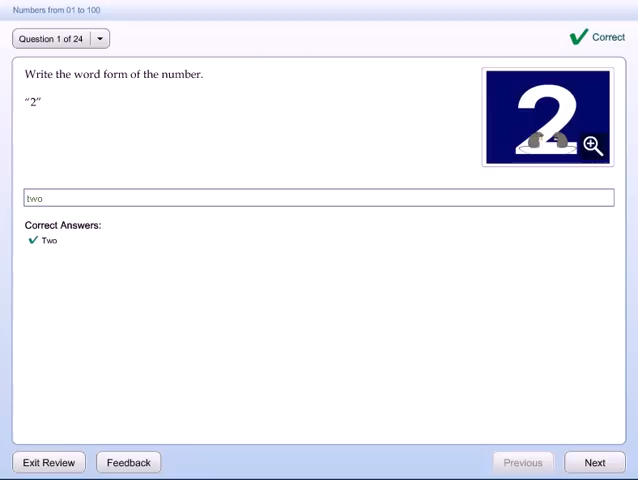 Numbers from 01 to 100
Question 1 of 24
Correct
Write the word form of the number.
“2”
2
two
Correct Answers:
Two
Exit Review
Feedback
Previous
Next